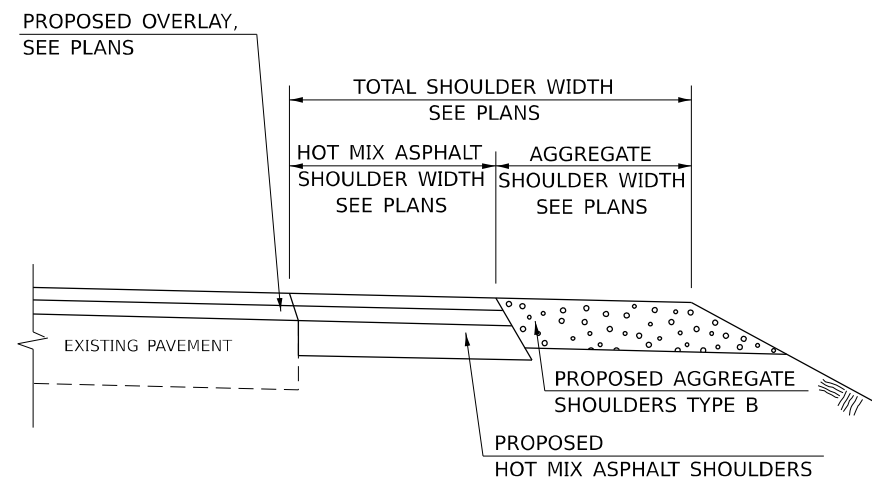 PROPOSED OVERLAY,
SEE PLANS
TOTAL SHOULDER WIDTH
SEE PLANS
HOT MIX ASPHALT
SHOULDER WIDTH
SEE PLANS
AGGREGATE
SHOULDER WIDTH
SEE PLANS
EXISTING PAVEMENT
PROPOSED AGGREGATE
SHOULDERS TYPE B
PROPOSED
HOT MIX ASPHALT SHOULDERS